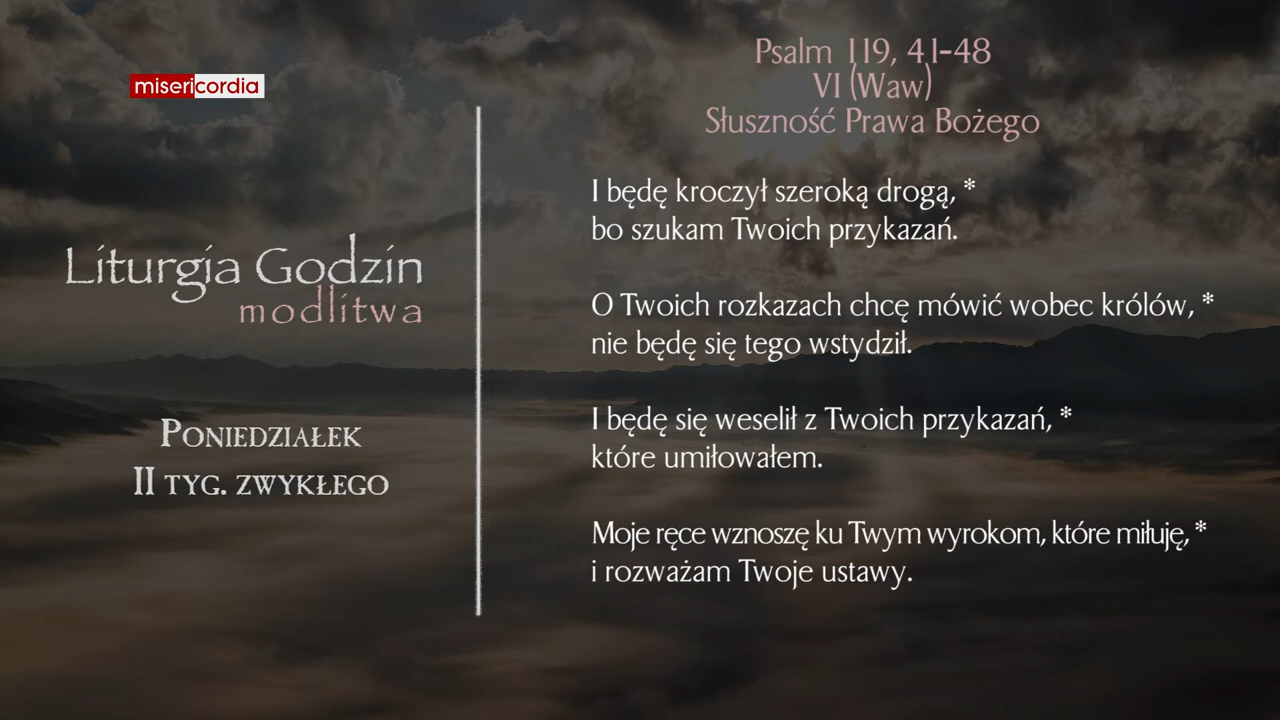 misericordia
Liturgia Godzin
modlitwa
Poniedziałek
II tyg. zwykłego
Psalm 119, 41-48
VI (Waw)
Słuszność Prawa Bożego
I będę kroczył szeroką drogą, *
bo szukam Twoich przykazań.
O Twoich rozkazach chcę mówić wobec królów, *
nie będę się tego wstydził.
I będę się weselił z Twoich przykazań, *
które umiłowałem.
Moje ręce wznoszę ku Twym wyrokom, które miłuję, *
i rozważam Twoje ustawy.